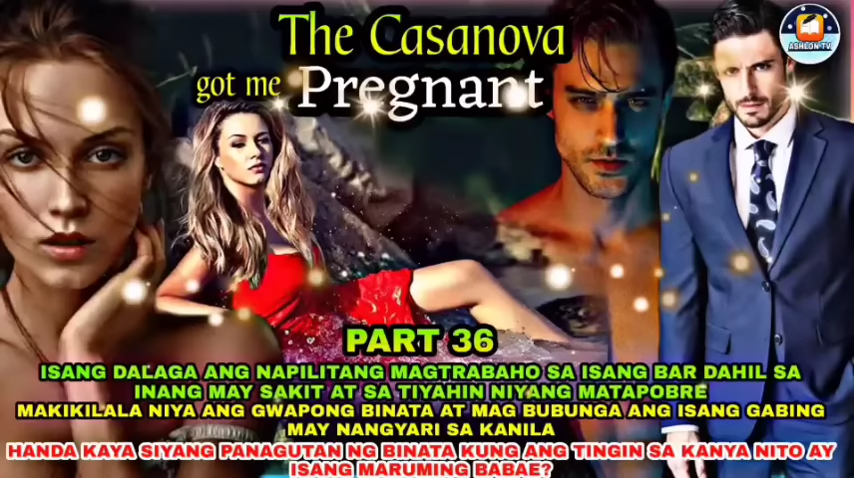 The Casanova
got me Pregnant
ASHEON TV
PART 36
ISANG DALAGA ANG NAPILITANG MAGTRABAHO SA ISANG BAR DAHIL SA
INANG MAY SAKIT AT SA TIYAHIN NIYANG MATAPOBRE
MAKIKILALA NIYA ANG GWAPONG BINATA AT MAG BUBUNGA ANG ISANG GABING
MAY NANGYARI SA KANILA
HANDA KAYA SIYANG PANAGUTAN NG BINATA KUNG ANG TINGIN SA KANYA NITO AY
ISANG MARUMING BABAE?